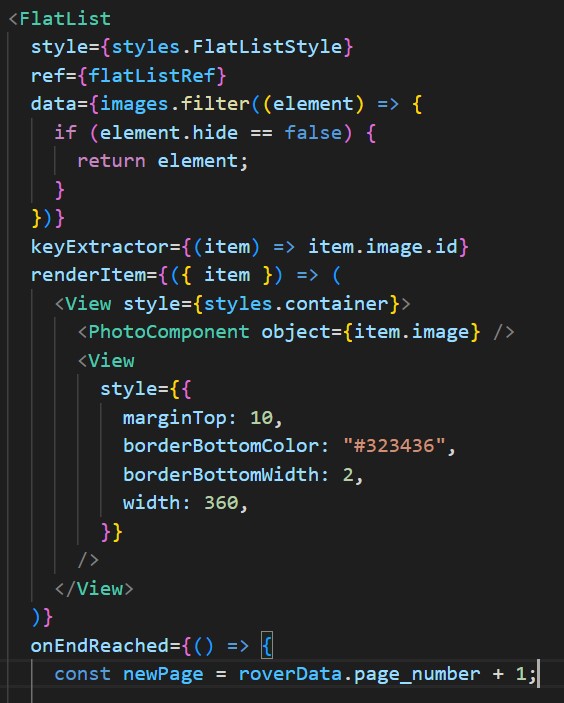 <FlatList
style={styles.FlatListStyle}
ref={flatListRef}
data={images.filter((element) => {
if (element.hide == false) {
return element;
}
})}
keyExtractor={(item) => item.image.id}
renderItem={({ item }) => (
<View style={styles.container}>
<PhotoComponent object={item.image} />
<View
style={{
marginTop: 10,
borderBottomColor: "#323436",
borderBottomWidth: 2,
width: 360,
}}
/>
</View>
)}
onEndReached={() => {
const newPage = roverData.page_number + 1;